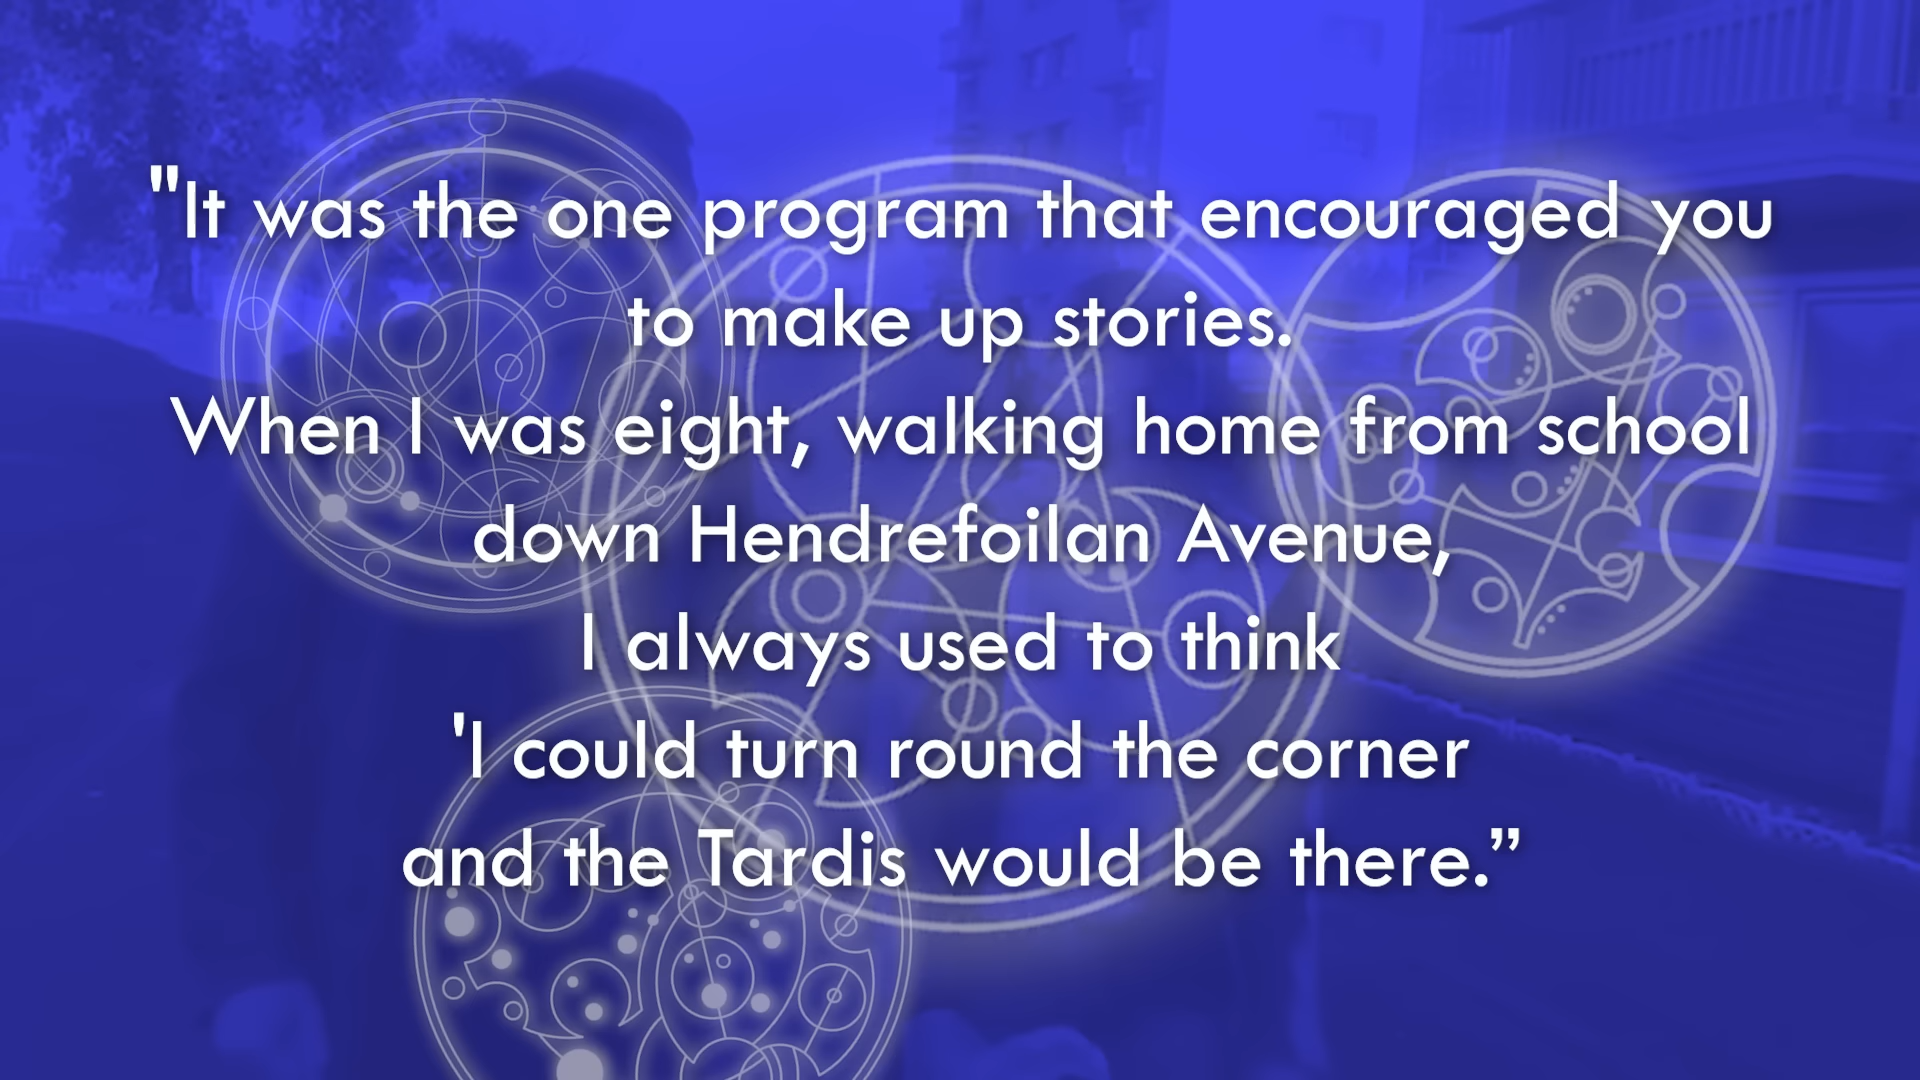 "It was the one program that encouraged you
to make up stories.
When I was eight, walking home from school
down Hendrefoilan Avenue,
I always used to think
'I could turn round the corner
and the Tardis would be there.”